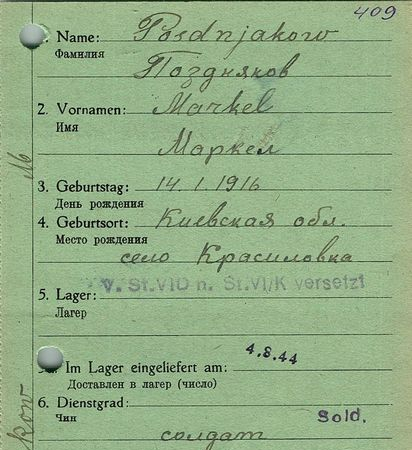 409
1. Name: Posdnjakow
Фамилия
Поздняков
2. Vornamen: Markel
Имя
Маркел
3. Geburtstag: 14.1.1916
День рождения
4. Geburtsort: Киевская обл.
Место рождения
село Красиловка
v. St.VID n. St.VI/K versetzt
5. Lager:
Лагер
Im Lager eingeliefert am: 4.8.44
Доставлен в лагер (число)
6. Dienstgrad: Sold.
Чин
солдат